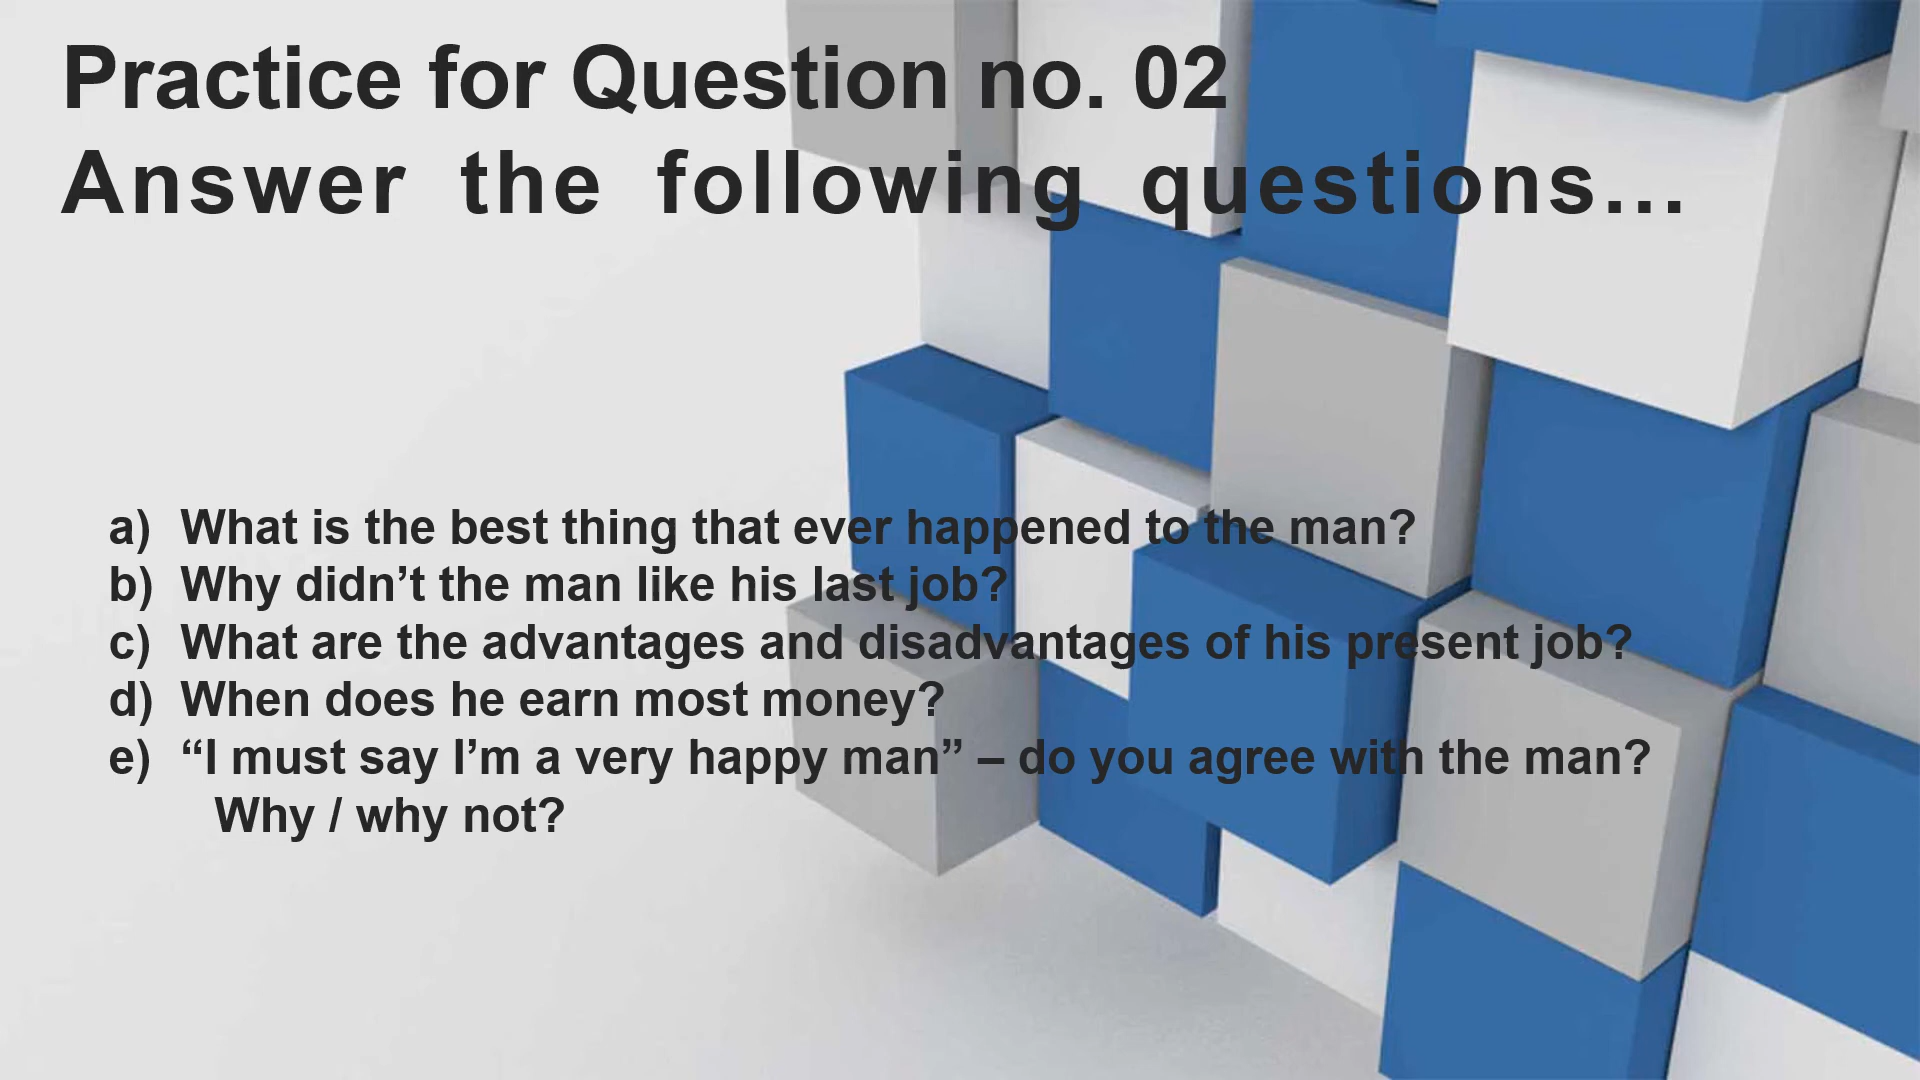 Practice for Question no. 02
Answer the following questions…
a) What is the best thing that ever happened to the man?
b) Why didn’t the man like his last job?
c) What are the advantages and disadvantages of his present job?
d) When does he earn most money?
e) “I must say I’m a very happy man” – do you agree with the man?
Why / why not?